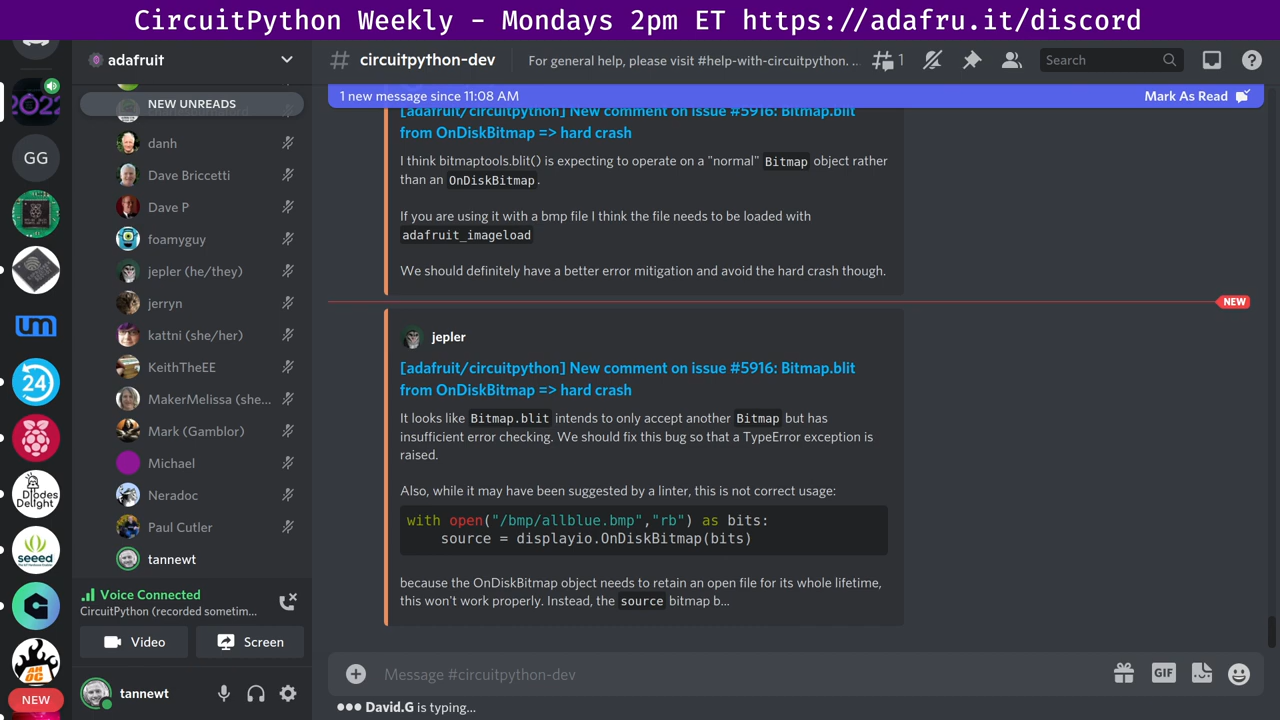 CircuitPython Weekly - Mondays 2pm ET https://adafru.it/discord
adafruit
circuitpython-dev
For general help, please visit #help-with-circuitpython. ...
1
Search
2022
NEW UNREADS
1 new message since 11:08 AM
Mark As Read
GG
danh
Dave Briccetti
Dave P
foamyguy
jepler (he/they)
jerryn
kattni (she/her)
KeithTheEE
MakerMelissa (she...
Mark (Gamblor)
Michael
Neradoc
Paul Cutler
tannewt
um
24
Diodes
Delight
seeed
NEW
Voice Connected
CircuitPython (recorded sometim...
Video
Screen
tannewt
[adafruit/circuitpython] New comment on issue #5916: Bitmap.blit
from OnDiskBitmap => hard crash
I think bitmaptools.blit() is expecting to operate on a "normal" Bitmap object rather
than an OnDiskBitmap.
If you are using it with a bmp file I think the file needs to be loaded with
adafruit_imageload
We should definitely have a better error mitigation and avoid the hard crash though.
NEW
jepler
[adafruit/circuitpython] New comment on issue #5916: Bitmap.blit
from OnDiskBitmap => hard crash
It looks like Bitmap.blit intends to only accept another Bitmap but has
insufficient error checking. We should fix this bug so that a TypeError exception is
raised.
Also, while it may have been suggested by a linter, this is not correct usage:
with open("/bmp/allblue.bmp","rb") as bits:
source = displayio.OnDiskBitmap(bits)
because the OnDiskBitmap object needs to retain an open file for its whole lifetime,
this won't work properly. Instead, the source bitmap b...
Message #circuitpython-dev
GIF
David.G is typing...